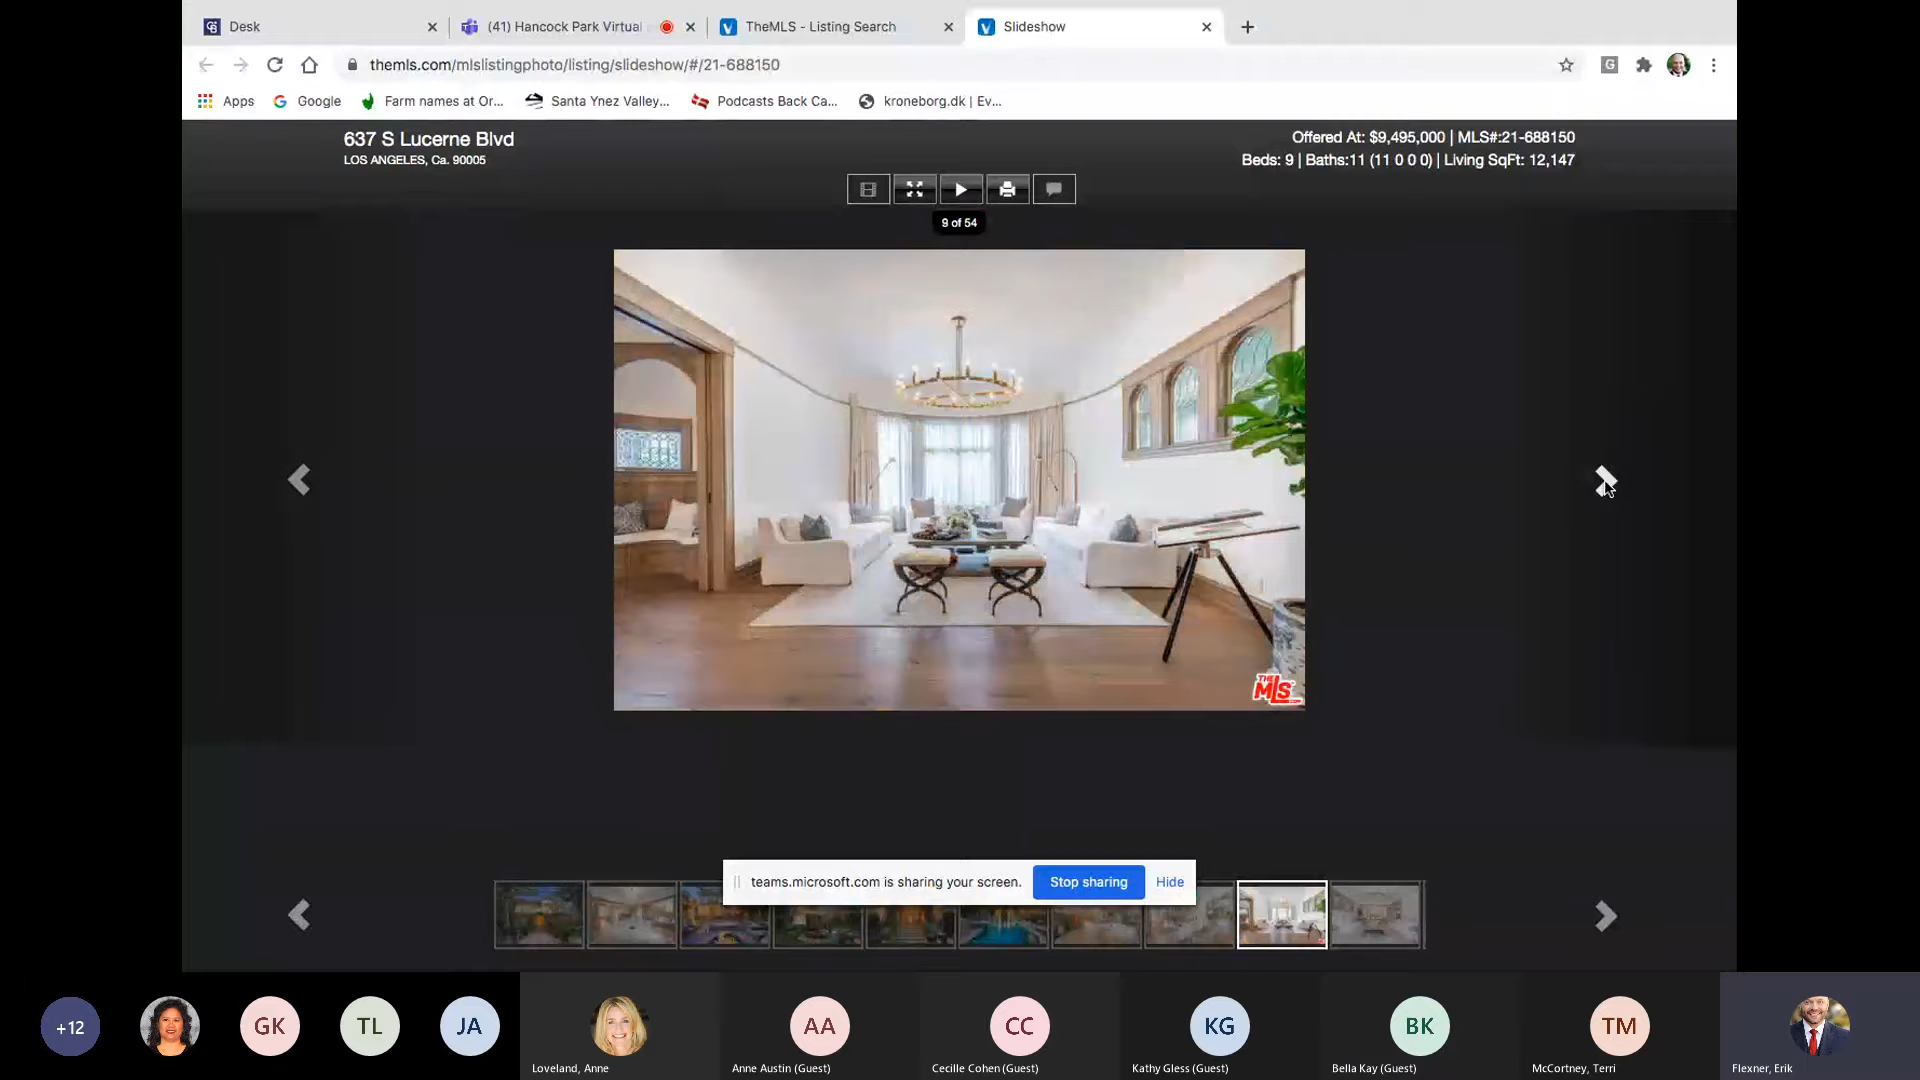 Desk
(41) Hancock Park Virtual
TheMLS - Listing Search
Slideshow
themls.com/mlslistingphoto/listing/slideshow/#/21-688150
G
Apps
Google
Farm names at Or...
Santa Ynez Valley...
Podcasts Back Ca...
kroneborg.dk | Ev...
637 S Lucerne Blvd
LOS ANGELES, Ca. 90005
Offered At: $9,495,000 | MLS#:21-688150
Beds: 9 | Baths:11 (11 0 0 0) | Living SqFt: 12,147
9 of 54
THE
MLS
teams.microsoft.com is sharing your screen.
Stop sharing
Hide
+12
GK
TL
JA
AA
CC
KG
BK
TM
Loveland, Anne
Anne Austin (Guest)
Cecille Cohen (Guest)
Kathy Gless (Guest)
Bella Kay (Guest)
McCortney, Terri
Flexner, Erik